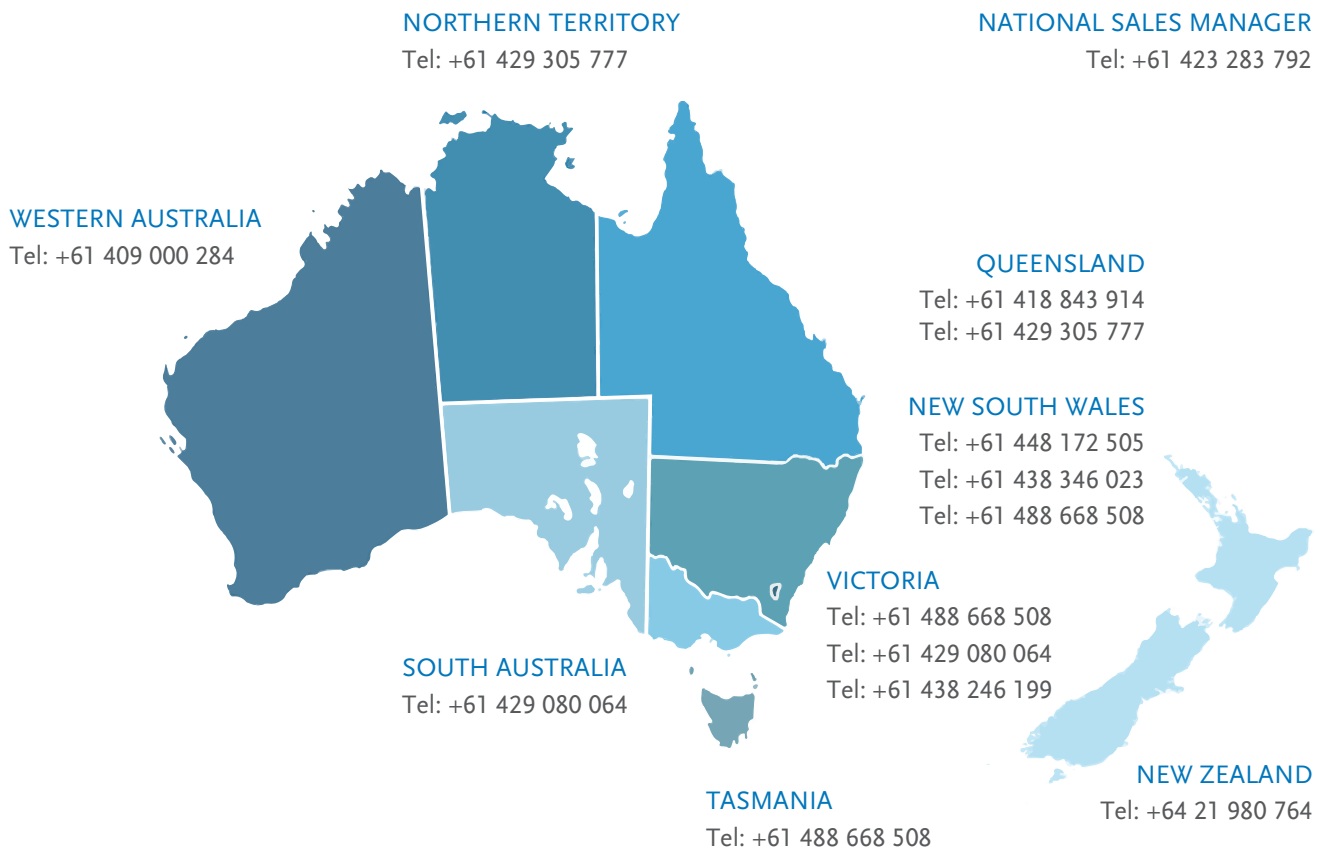 NORTHERN TERRITORY
Tel: +61 429 305 777
NATIONAL SALES MANAGER
Tel: +61 423 283 792
WESTERN AUSTRALIA
Tel: +61 409 000 284
QUEENSLAND
Tel: +61 418 843 914
Tel: +61 429 305 777
NEW SOUTH WALES
Tel: +61 448 172 505
Tel: +61 438 346 023
Tel: +61 488 668 508
VICTORIA
Tel: +61 488 668 508
Tel: +61 429 080 064
Tel: +61 438 246 199
SOUTH AUSTRALIA
Tel: +61 429 080 064
TASMANIA
Tel: +61 488 668 508
NEW ZEALAND
Tel: +64 21 980 764